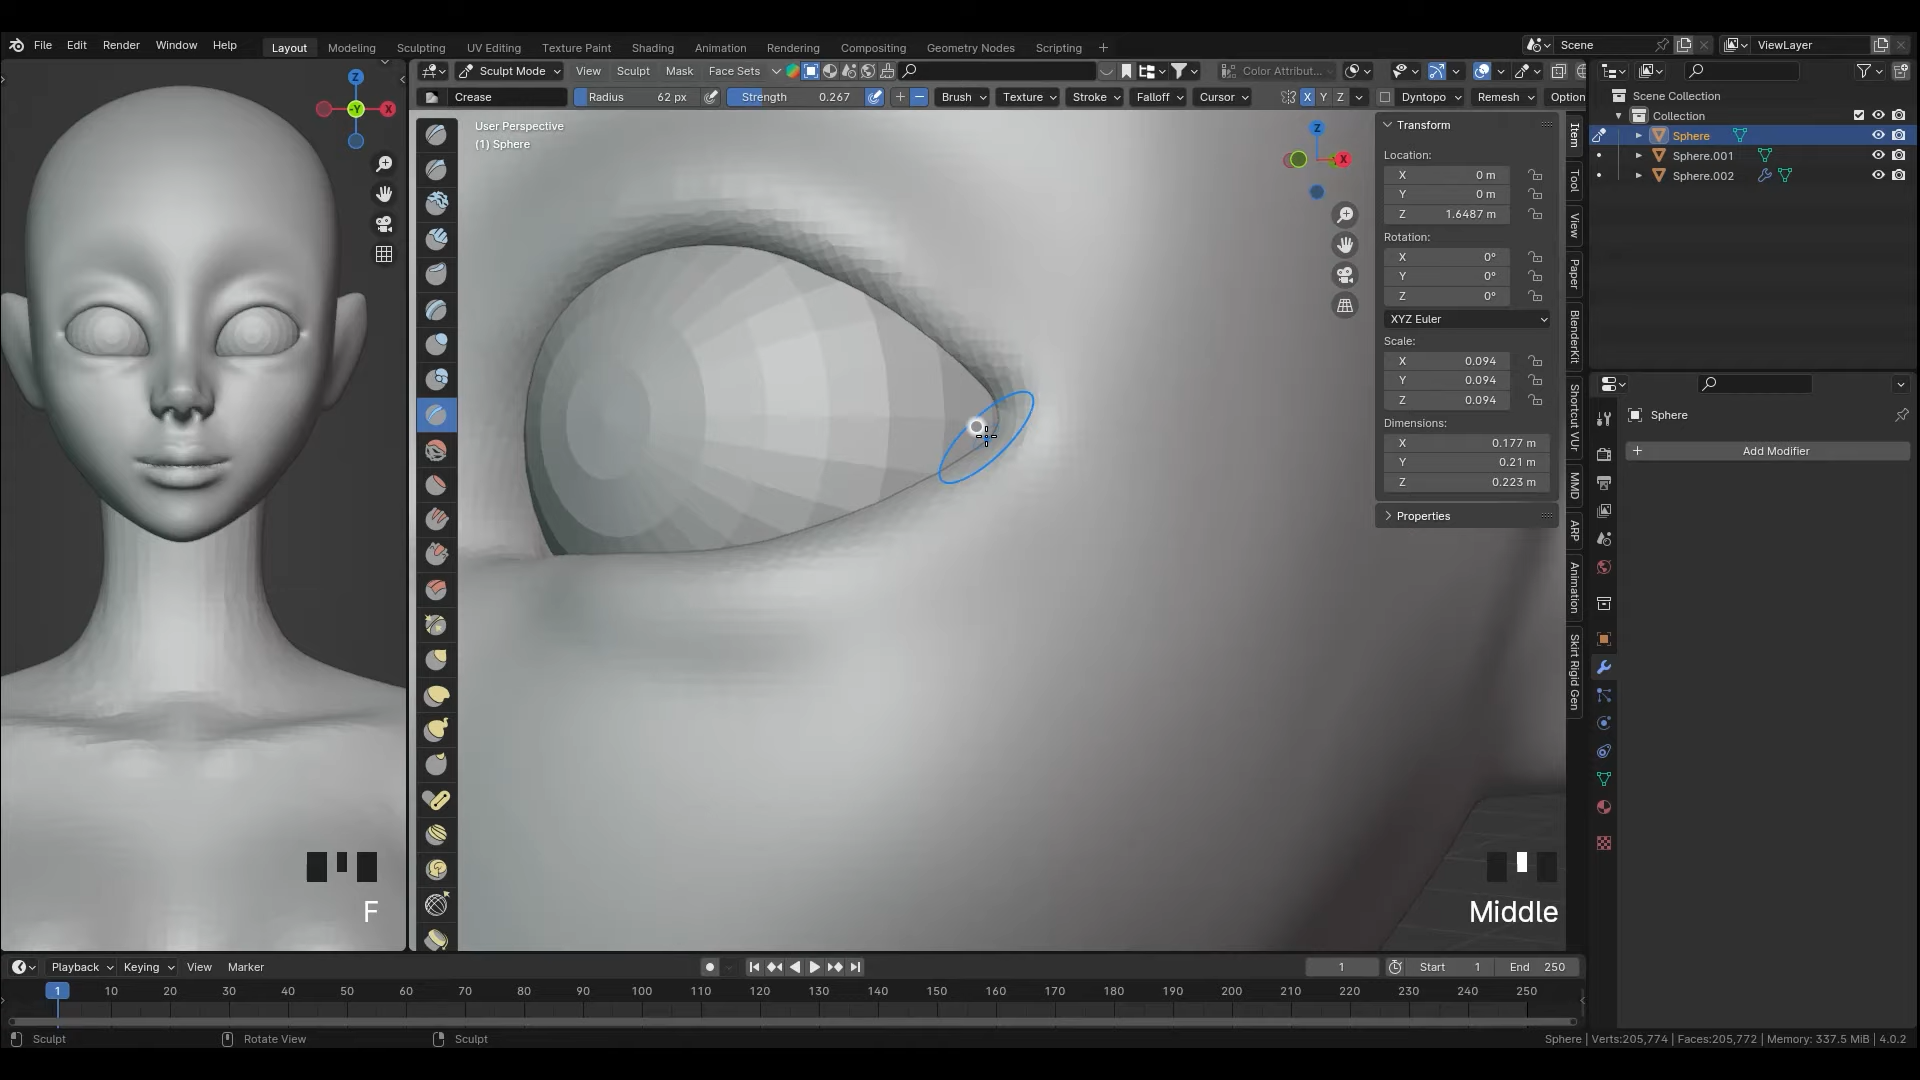 File Edit Render Window Help Layout Modeling Sculpting UV Editing Texture Paint Shading Animation Rendering Compositing Geometry Nodes Scripting + Scene ViewLayer
Sculpt Mode View Sculpt Mask Face Sets Color Attribut...
Crease Radius 62 px Strength 0.267 Brush Texture Stroke Falloff Cursor X Y Z Dyntopo Remesh Option
User Perspective
(1) Sphere
Z
-Y
X
Z
X
Transform
Location:
X 0 m
Y 0 m
Z 1.6487 m
Rotation:
X 0°
Y 0°
Z 0°
XYZ Euler
Scale:
X 0.094
Y 0.094
Z 0.094
Dimensions:
X 0.177 m
Y 0.21 m
Z 0.223 m
Properties
Item
Tool
View
Paper
BlenderKit
Shortcut VUr
MMD
ARP
Animation
Skirt Rigid Gen
Scene Collection
Collection
Sphere
Sphere.001
Sphere.002
Sphere
Add Modifier
F
Middle
Playback Keying View Marker 1 Start 1 End 250
1 10 20 30 40 50 60 70 80 90 100 110 120 130 140 150 160 170 180 190 200 210 220 230 240 250
Sculpt Rotate View Sculpt Sphere | Verts:205,774 | Faces:205,772 | Memory: 337.5 MiB | 4.0.2